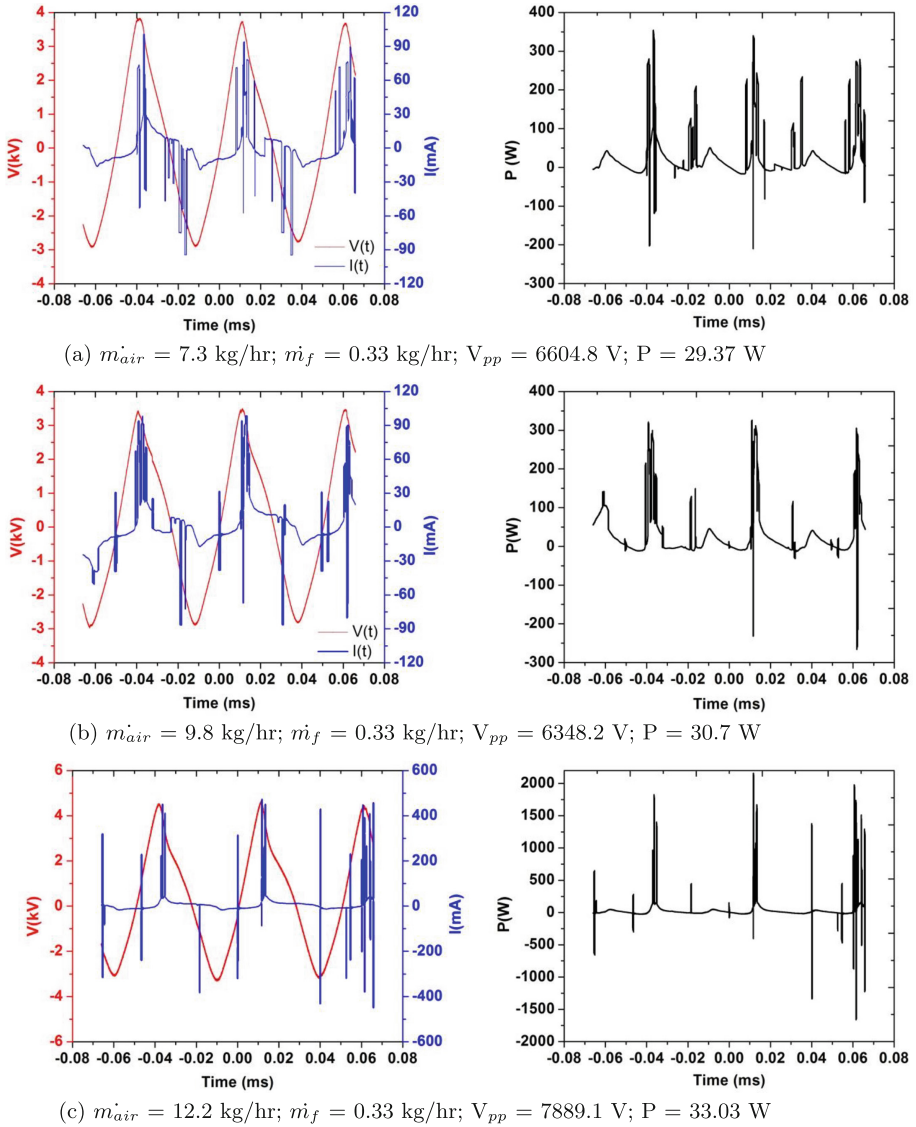 4
3
2
1
0
-1
-2
-3
-4
V(kV)
120
90
60
30
0
-30
-60
-90
-120
I(mA)
V(t)
I(t)
-0.08 -0.06 -0.04 -0.02 0.00 0.02 0.04 0.06 0.08
Time (ms)
400
300
200
100
0
-100
-200
-300
P (W)
-0.08 -0.06 -0.04 -0.02 0.00 0.02 0.04 0.06 0.08
Time (ms)
(a) ṁ_air = 7.3 kg/hr; ṁ_f = 0.33 kg/hr; V_pp = 6604.8 V; P = 29.37 W
4
3
2
1
0
-1
-2
-3
-4
V(kV)
120
90
60
30
0
-30
-60
-90
-120
I(mA)
V(t)
I(t)
-0.08 -0.06 -0.04 -0.02 0.00 0.02 0.04 0.06 0.08
Time (ms)
400
300
200
100
0
-100
-200
-300
P(W)
-0.08 -0.06 -0.04 -0.02 0.00 0.02 0.04 0.06 0.08
Time (ms)
(b) ṁ_air = 9.8 kg/hr; ṁ_f = 0.33 kg/hr; V_pp = 6348.2 V; P = 30.7 W
6
4
2
0
-2
-4
-6
V(kV)
600
400
200
0
-200
-400
-600
I(mA)
-0.08 -0.06 -0.04 -0.02 0.00 0.02 0.04 0.06 0.08
Time (ms)
2000
1500
1000
500
0
-500
-1000
-1500
-2000
P(W)
-0.08 -0.06 -0.04 -0.02 0.00 0.02 0.04 0.06 0.08
Time (ms)
(c) ṁ_air = 12.2 kg/hr; ṁ_f = 0.33 kg/hr; V_pp = 7889.1 V; P = 33.03 W